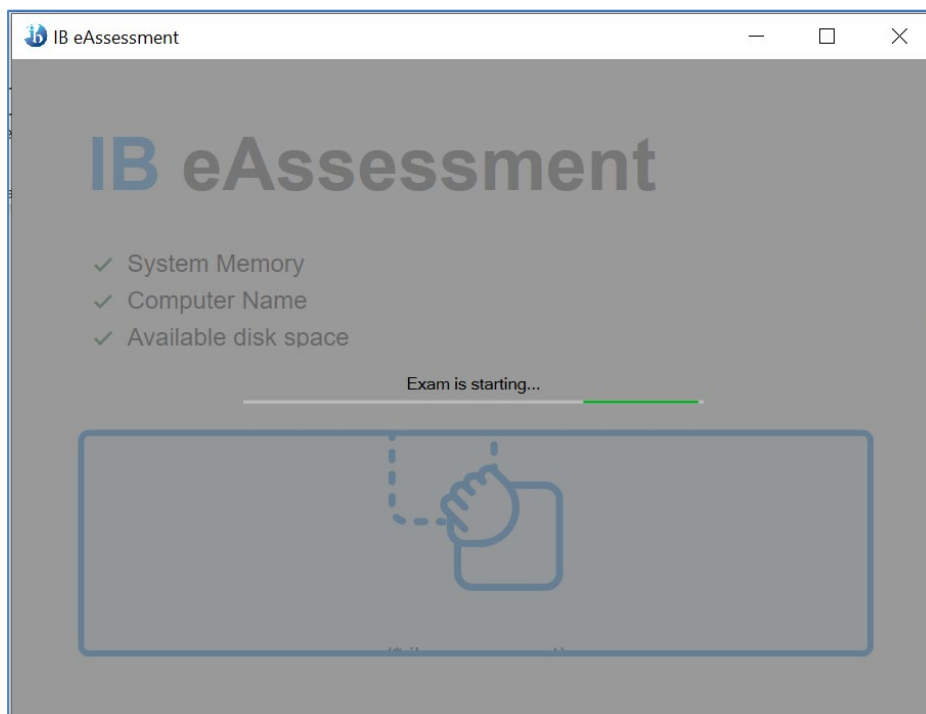 IB eAssessment
IB eAssessment
System Memory
Computer Name
Available disk space
Exam is starting...